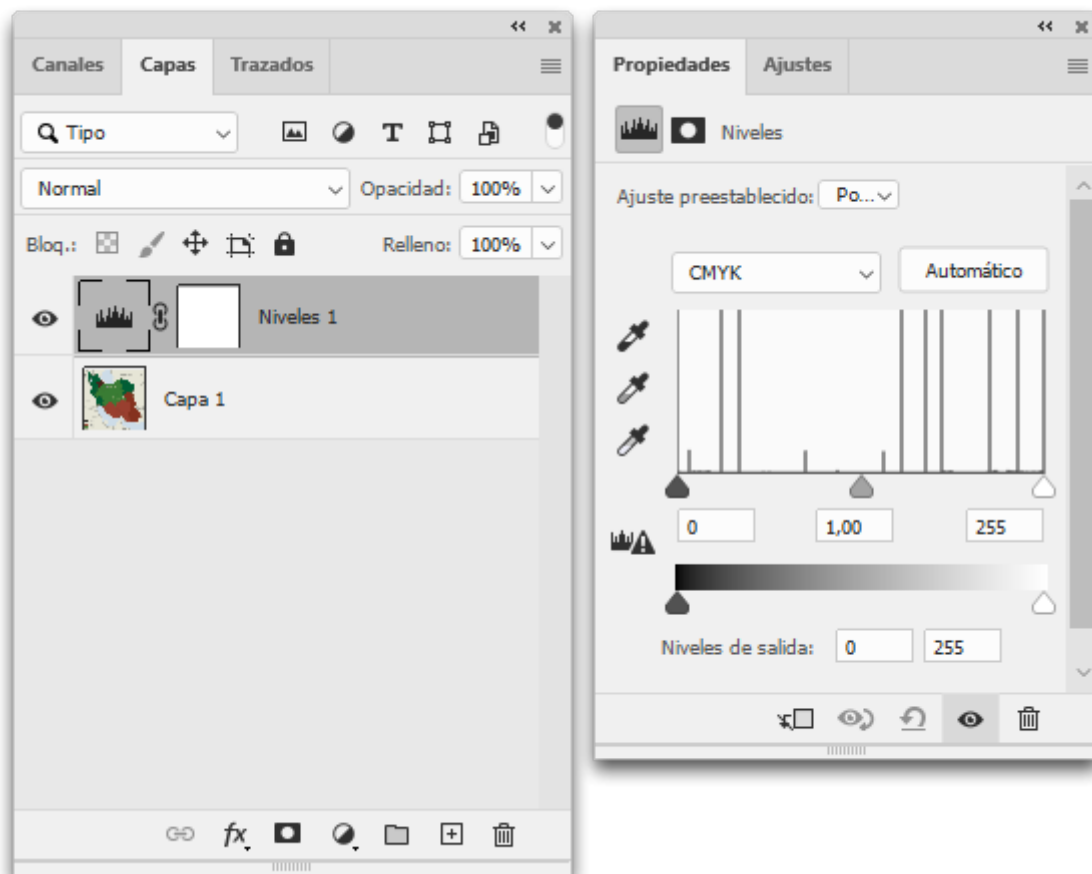 Canales Capas Trazados
Tipo
Normal Opacidad: 100%
Bloq.: Relleno: 100%
Niveles 1
Capa 1
fx
Propiedades Ajustes
Niveles
Ajuste preestablecido: Po...
CMYK Automático
0 1,00 255
Niveles de salida: 0 255